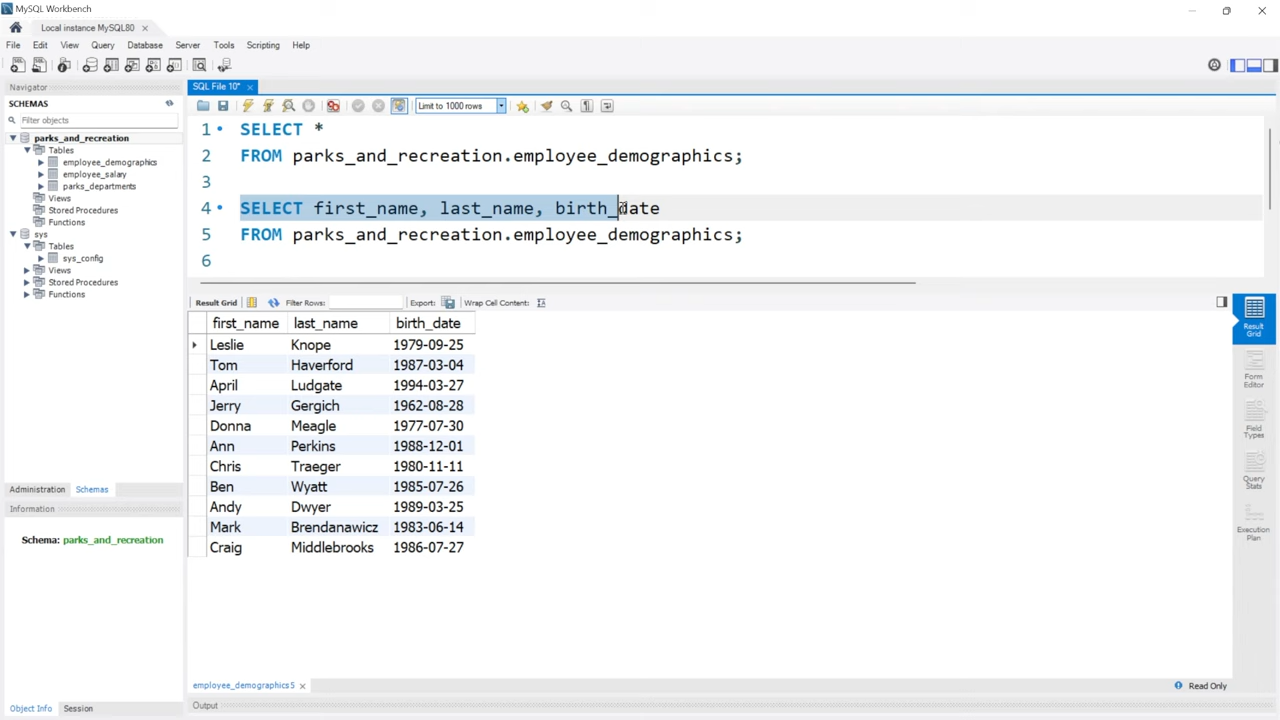 MySQL Workbench
Local instance MySQL80
File Edit View Query Database Server Tools Scripting Help
Navigator
SCHEMAS
Filter objects
parks_and_recreation
Tables
employee_demographics
employee_salary
parks_departments
Views
Stored Procedures
Functions
sys
Tables
sys_config
Views
Stored Procedures
Functions
Administration Schemas
Information
Schema: parks_and_recreation
Object Info Session
SQL File 10*
Limit to 1000 rows
1 SELECT *
2 FROM parks_and_recreation.employee_demographics;
3
4 SELECT first_name, last_name, birth_date
5 FROM parks_and_recreation.employee_demographics;
6
Result Grid Filter Rows: Export: Wrap Cell Content:
first_name last_name birth_date
Leslie Knope 1979-09-25
Tom Haverford 1987-03-04
April Ludgate 1994-03-27
Jerry Gergich 1962-08-28
Donna Meagle 1977-07-30
Ann Perkins 1988-12-01
Chris Traeger 1980-11-11
Ben Wyatt 1985-07-26
Andy Dwyer 1989-03-25
Mark Brendanawicz 1983-06-14
Craig Middlebrooks 1986-07-27
Result
Grid
Form
Editor
Field
Types
Query
Stats
Execution
Plan
employee_demographics 5
Read Only
Output